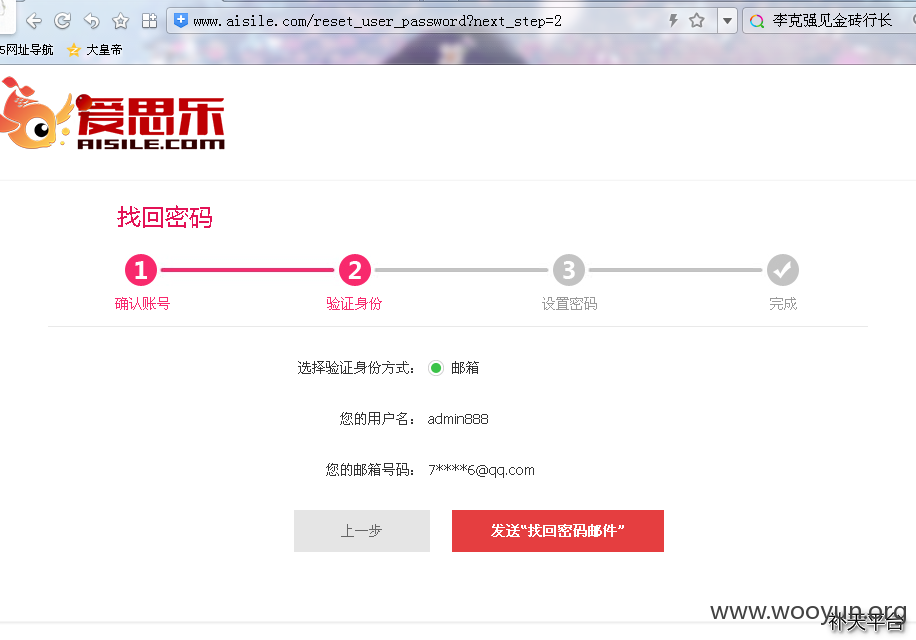 www.aisile.com/reset_user_password?next_step=2
李克强见金砖行长
5网址导航
大皇帝
爱思乐
AISILE.COM
找回密码
1
2
3
确认账号
验证身份
设置密码
完成
选择验证身份方式：
邮箱
您的用户名：
admin888
您的邮箱号码：
7****6@qq.com
上一步
发送“找回密码邮件”
www.wooyun.org
补天平台